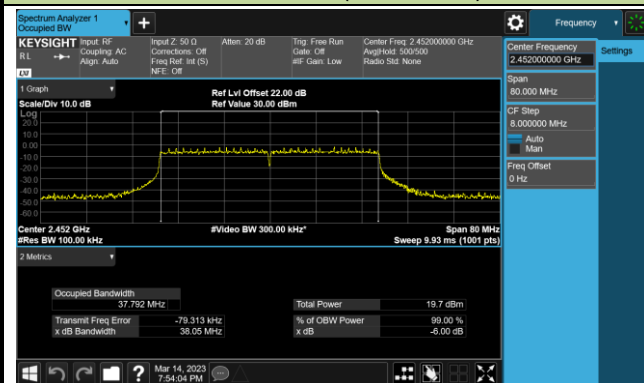 Spectrum Analyzer 1
Occupied BW
Frequency
KEYSIGHT
RL
Input: RF
Coupling: AC
Align: Auto
Input Z: 50 Ω
Corrections: Off
Freq Ref: Int (S)
NFE: Off
Atten: 20 dB
Trig: Free Run
Gate: Off
#IF Gain: Low
Center Freq: 2.452000000 GHz
Avg|Hold: 500/500
Radio Std: None
LXI
1 Graph
Scale/Div 10.0 dB
Ref Lvl Offset 22.00 dB
Ref Value 30.00 dBm
Log
20.0
10.0
0.00
-10.0
-20.0
-30.0
-40.0
-50.0
-60.0
Center 2.452 GHz
#Res BW 100.00 kHz
#Video BW 300.00 kHz*
Span 80 MHz
Sweep 9.93 ms (1001 pts)
2 Metrics
Occupied Bandwidth
37.792 MHz
Total Power
19.7 dBm
Transmit Freq Error
-79.313 kHz
% of OBW Power
99.00 %
x dB Bandwidth
38.05 MHz
x dB
-6.00 dB
Mar 14, 2023
7:54:04 PM
Center Frequency
2.452000000 GHz
Settings
Span
80.000 MHz
CF Step
8.000000 MHz
Auto
Man
Freq Offset
0 Hz